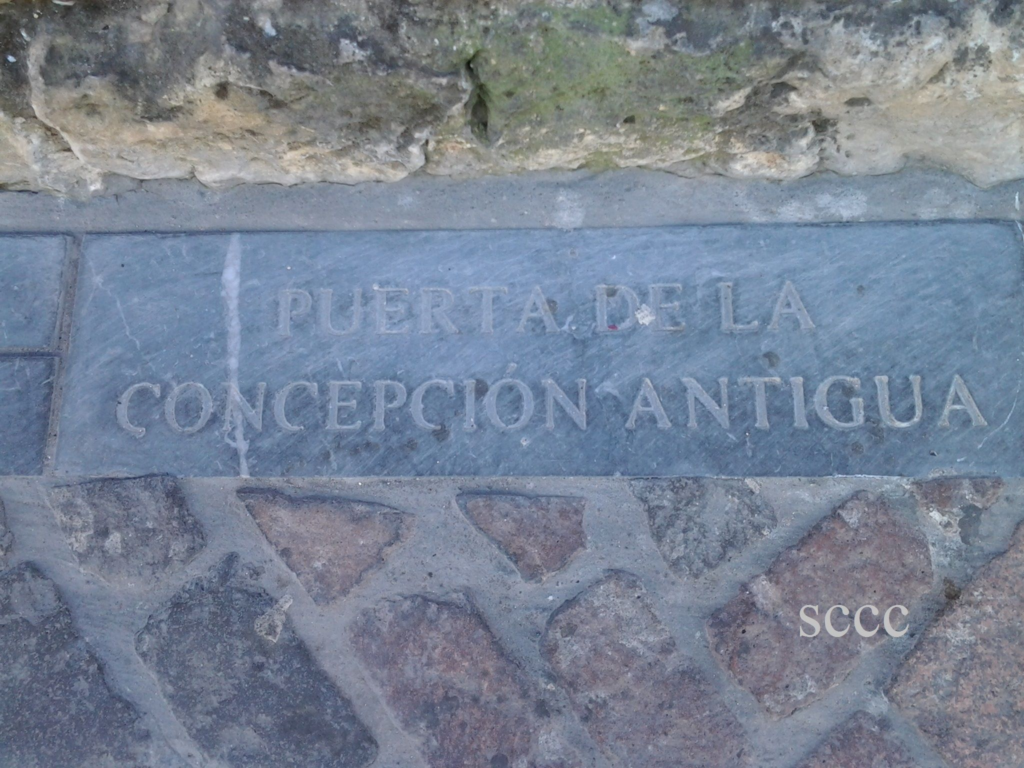 PUERTA DE LA
CONCEPCIÓN ANTIGUA
sccc